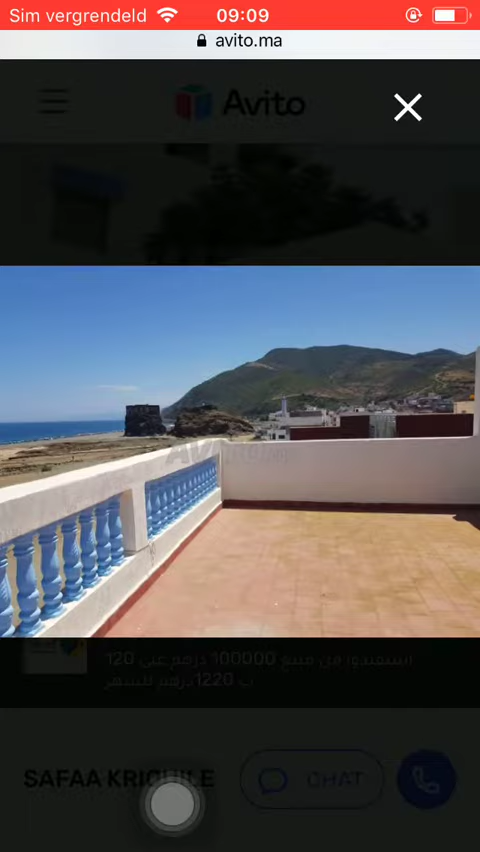 Sim vergrendeld 09:09
avito.ma
Avito
استفيدوا من مبلغ 100000 درهم على 120
ب 1220 درهم للشهر
SAFAA KRICHILE
CHAT